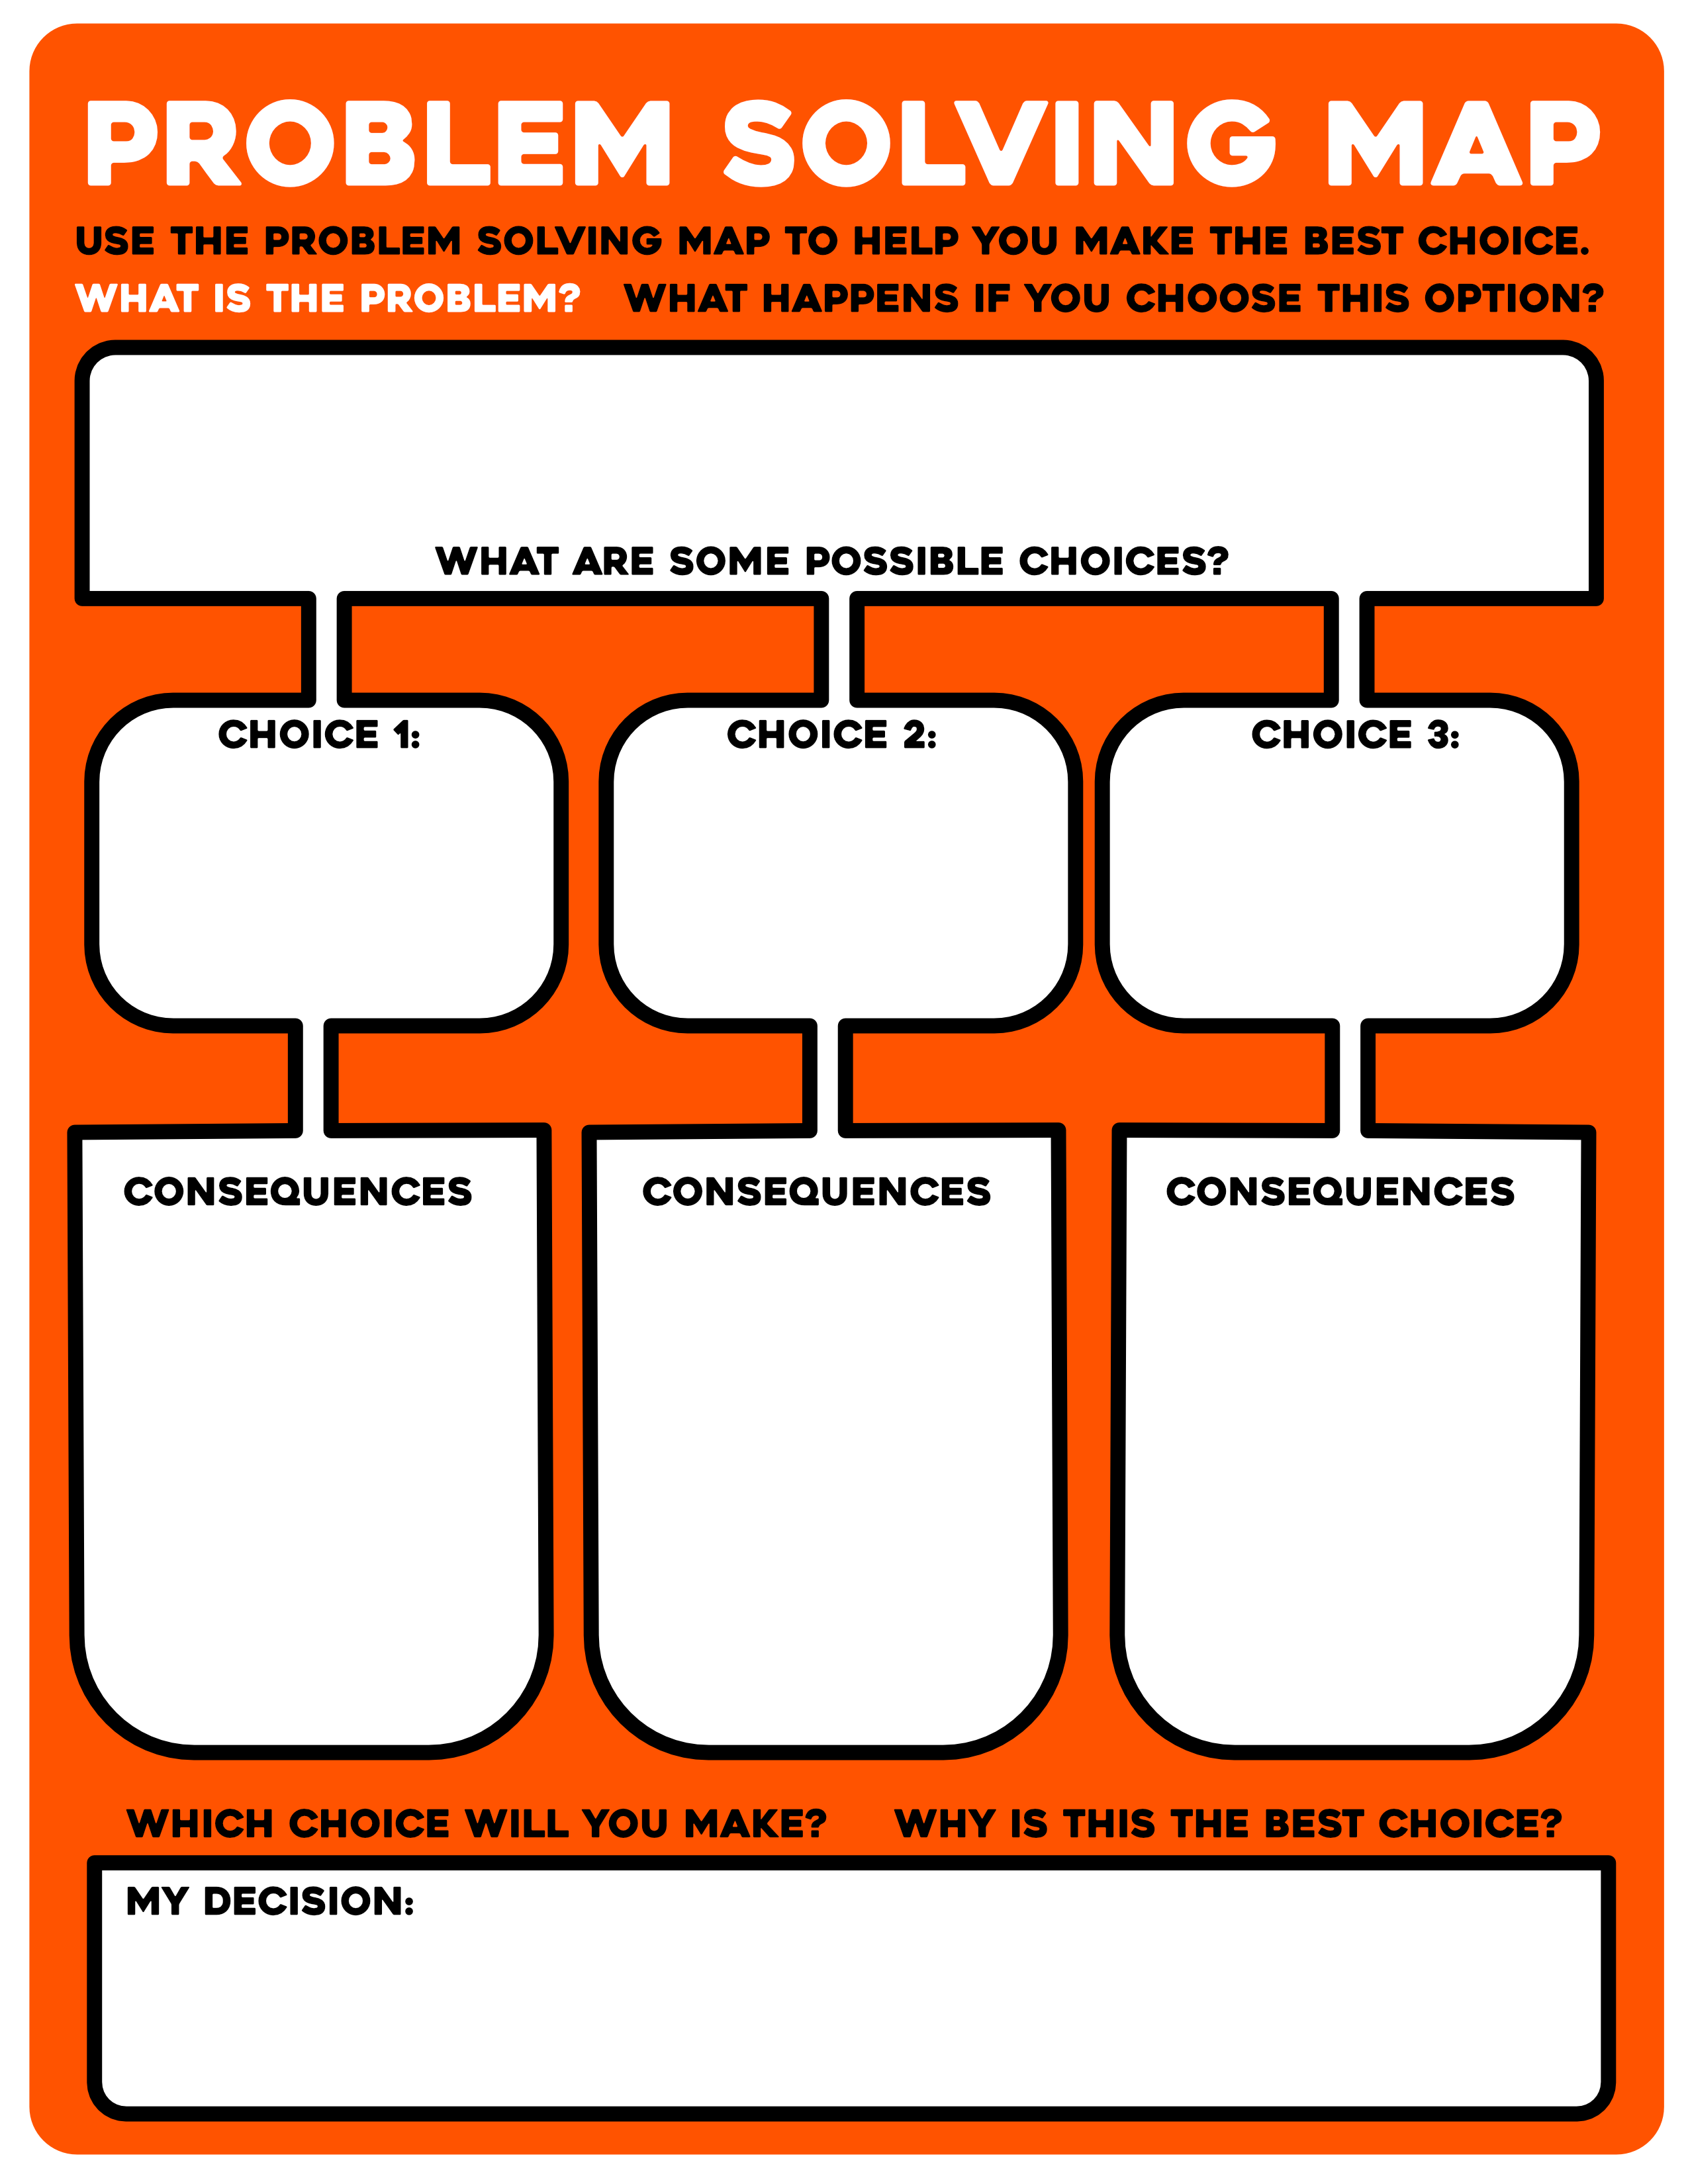 PROBLEM SOLVING MAP
USE THE PROBLEM SOLVING MAP TO HELP YOU MAKE THE BEST CHOICE.
WHAT IS THE PROBLEM? WHAT HAPPENS IF YOU CHOOSE THIS OPTION?
WHAT ARE SOME POSSIBLE CHOICES?
CHOICE 1: CHOICE 2: CHOICE 3:
CONSEQUENCES CONSEQUENCES CONSEQUENCES
WHICH CHOICE WILL YOU MAKE? WHY IS THIS THE BEST CHOICE?
MY DECISION: